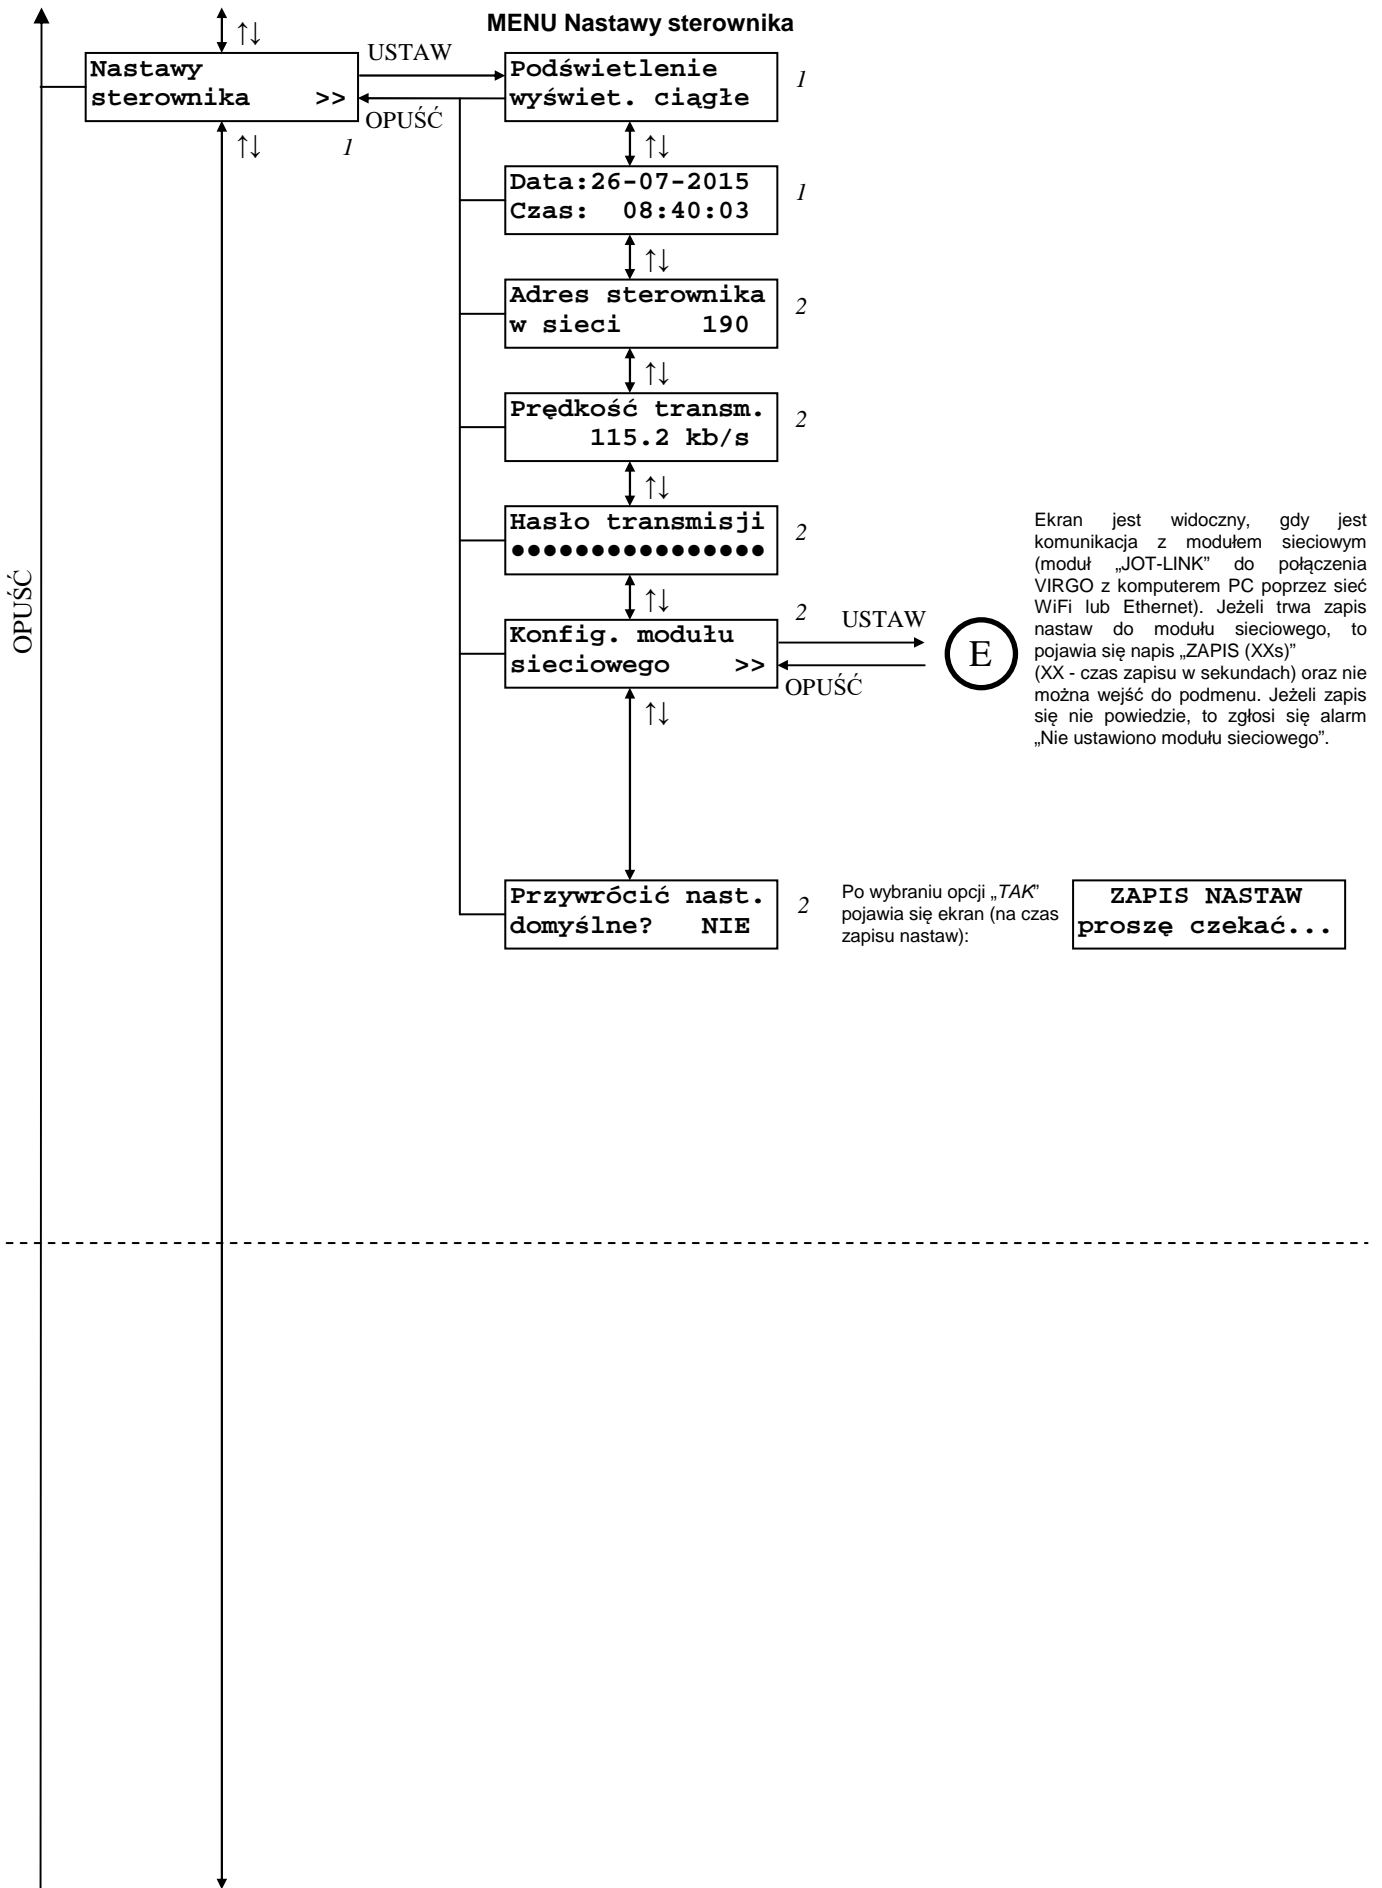 MENU Nastawy sterownika
↑↓
USTAW
Nastawy
sterownika >>
OPUŚĆ
↑↓
1
Podświetlenie
wyświet. ciągłe
1
↑↓
Data:26-07-2015
Czas: 08:40:03
1
↑↓
Adres sterownika
w sieci 190
2
↑↓
Prędkość transm.
115.2 kb/s
2
↑↓
Hasło transmisji
●●●●●●●●●●●●●●●●
2
↑↓
2
USTAW
Konfig. modułu
sieciowego >>
OPUŚĆ
E
↑↓
Ekran jest widoczny, gdy jest
komunikacja z modułem sieciowym
(moduł „JOT-LINK” do połączenia
VIRGO z komputerem PC poprzez sieć
WiFi lub Ethernet). Jeżeli trwa zapis
nastaw do modułu sieciowego, to
pojawia się napis „ZAPIS (XXs)”
(XX - czas zapisu w sekundach) oraz nie
można wejść do podmenu. Jeżeli zapis
się nie powiedzie, to zgłosi się alarm
„Nie ustawiono modułu sieciowego”.
OPUŚĆ
Przywrócić nast.
domyślne? NIE
2
Po wybraniu opcji „TAK”
pojawia się ekran (na czas
zapisu nastaw):
ZAPIS NASTAW
proszę czekać...